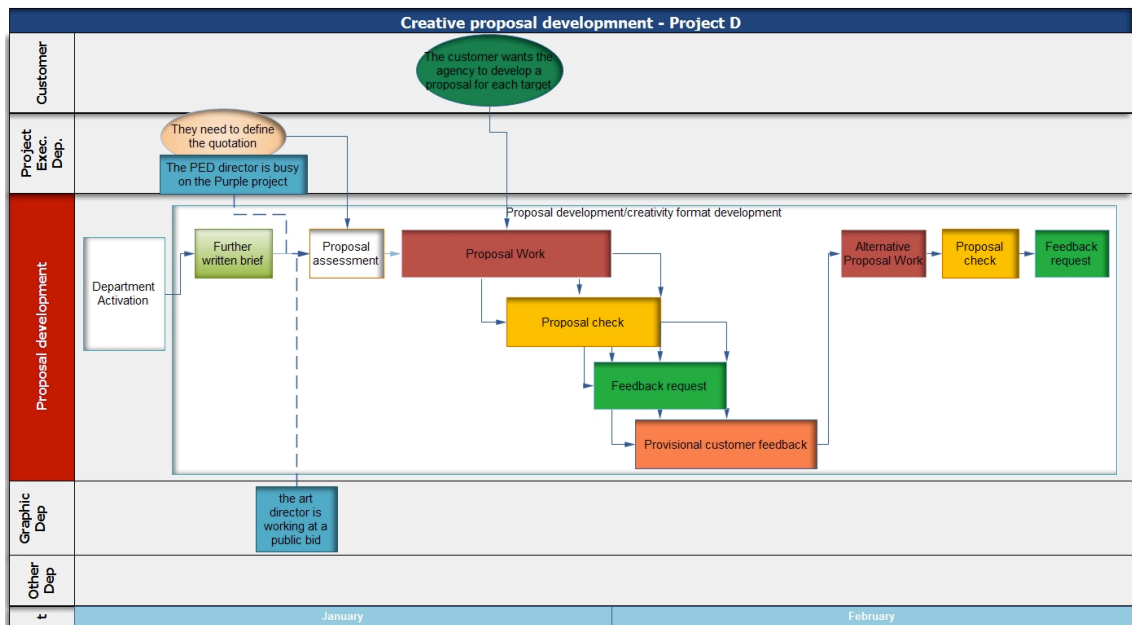 Creative proposal developmnent - Project D
Customer
The customer wants the
agency to develop a
proposal for each target
Project
Exec.
Dep.
They need to define
the quotation
The PED director is busy
on the Purple project
Proposal development
Proposal development/creativity format development
Department
Activation
Further
written brief
Proposal
assessment
Proposal Work
Alternative
Proposal Work
Proposal
check
Feedback
request
Proposal check
Feedback request
Provisional customer feedback
Graphic
Dep
the art
director is
working at a
public bid
Other
Dep
t
January
February